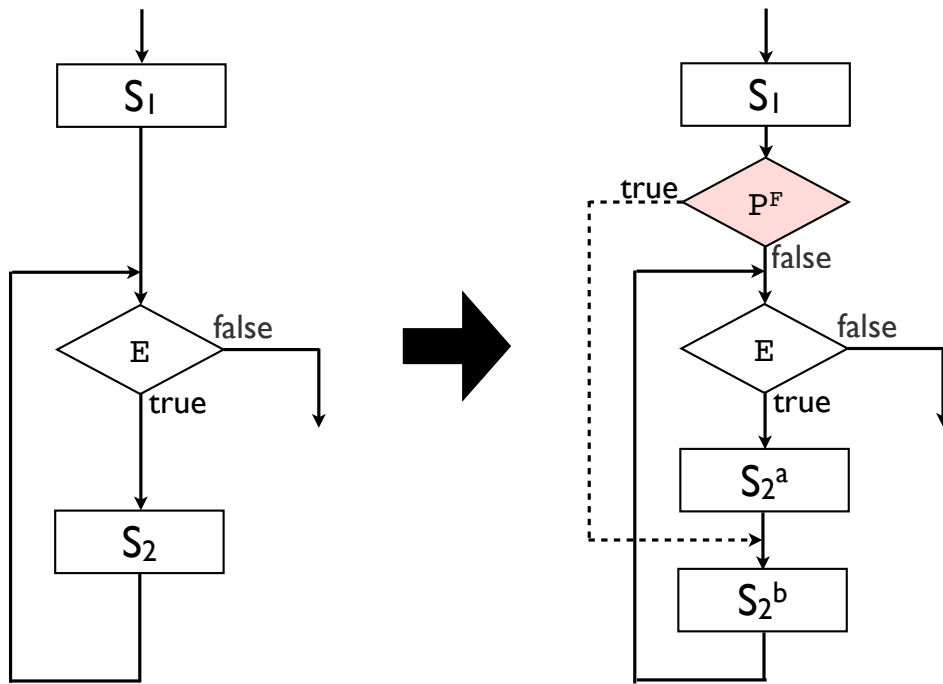 S₁
E
false
true
S₂
S₁
Pᶠ
true
false
E
false
true
S₂ᵃ
S₂ᵇ